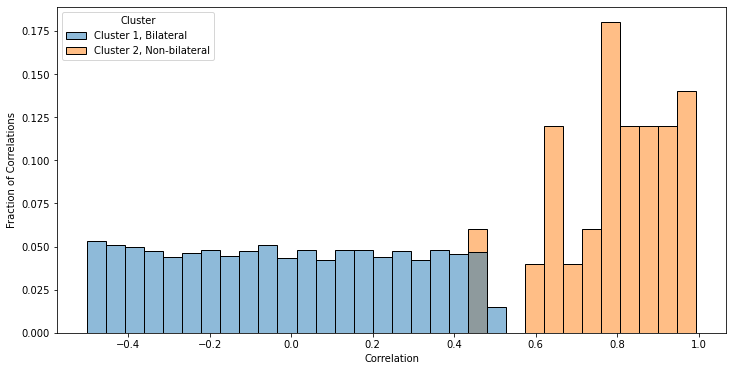 Cluster
Cluster 1, Bilateral
Cluster 2, Non-bilateral
Fraction of Correlations
0.175
0.150
0.125
0.100
0.075
0.050
0.025
0.000
−0.4 −0.2 0.0 0.2 0.4 0.6 0.8 1.0
Correlation